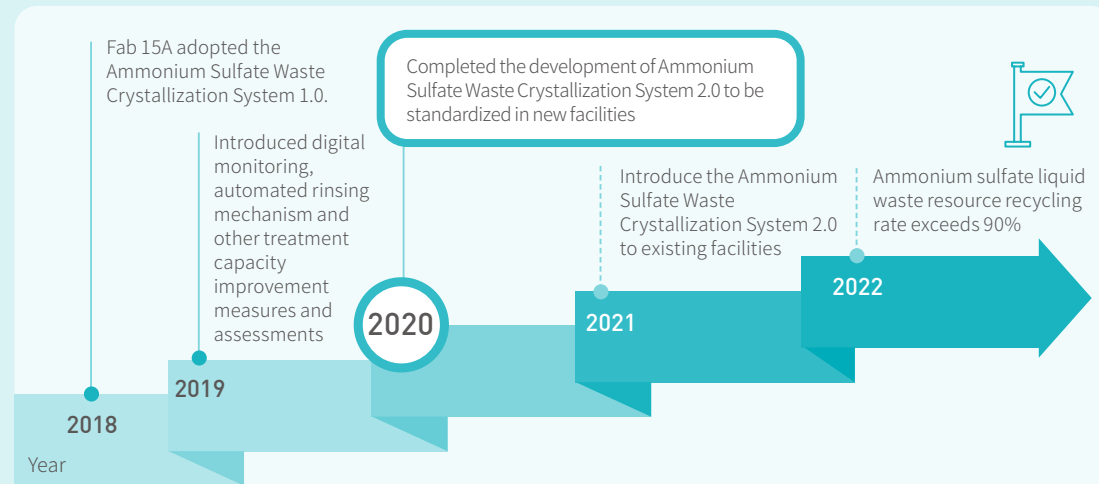 Fab 15A adopted the
Ammonium Sulfate Waste
Crystallization System 1.0.
2018
Introduced digital
monitoring,
automated rinsing
mechanism and
other treatment
capacity
improvement
measures and
assessments
2019
Completed the development of Ammonium
Sulfate Waste Crystallization System 2.0 to be
standardized in new facilities
2020
Introduce the Ammonium
Sulfate Waste
Crystallization System 2.0
to existing facilities
2021
Ammonium sulfate liquid
waste resource recycling
rate exceeds 90%
2022
Year